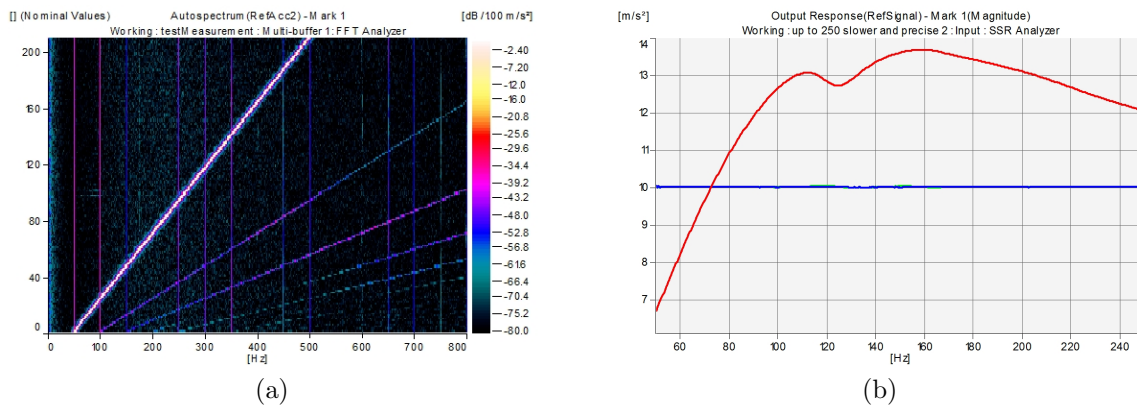 [] (Nominal Values)
Autospectrum(RefAcc2) - Mark 1
[dB/100 m/s²]
Working : testMeasurement : Multi-buffer 1 : FFT Analyzer
200
160
120
80
40
0
0 100 200 300 400 500 600 700 800
[Hz]
-2.40
-7.20
-12.0
-16.0
-20.8
-25.6
-29.6
-34.4
-39.2
-43.2
-48.0
-52.8
-56.8
-61.6
-66.4
-70.4
-75.2
-80.0
(a)
[m/s²]
Output Response(RefSignal) - Mark 1(Magnitude)
Working : up to 250 slower and precise 2 : Input : SSR Analyzer
14
13
12
11
10
9
8
7
60 80 100 120 140 160 180 200 220 240
[Hz]
(b)